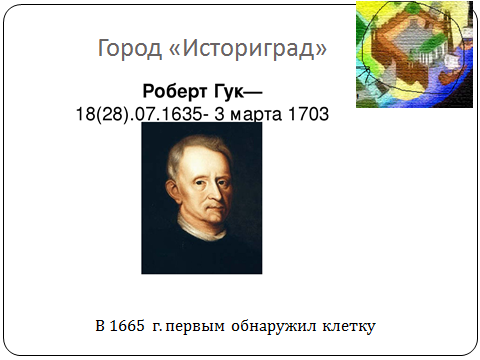 Город «Историград»
Роберт Гук—
18(28).07.1635- 3 марта 1703
В 1665 г. первым обнаружил клетку